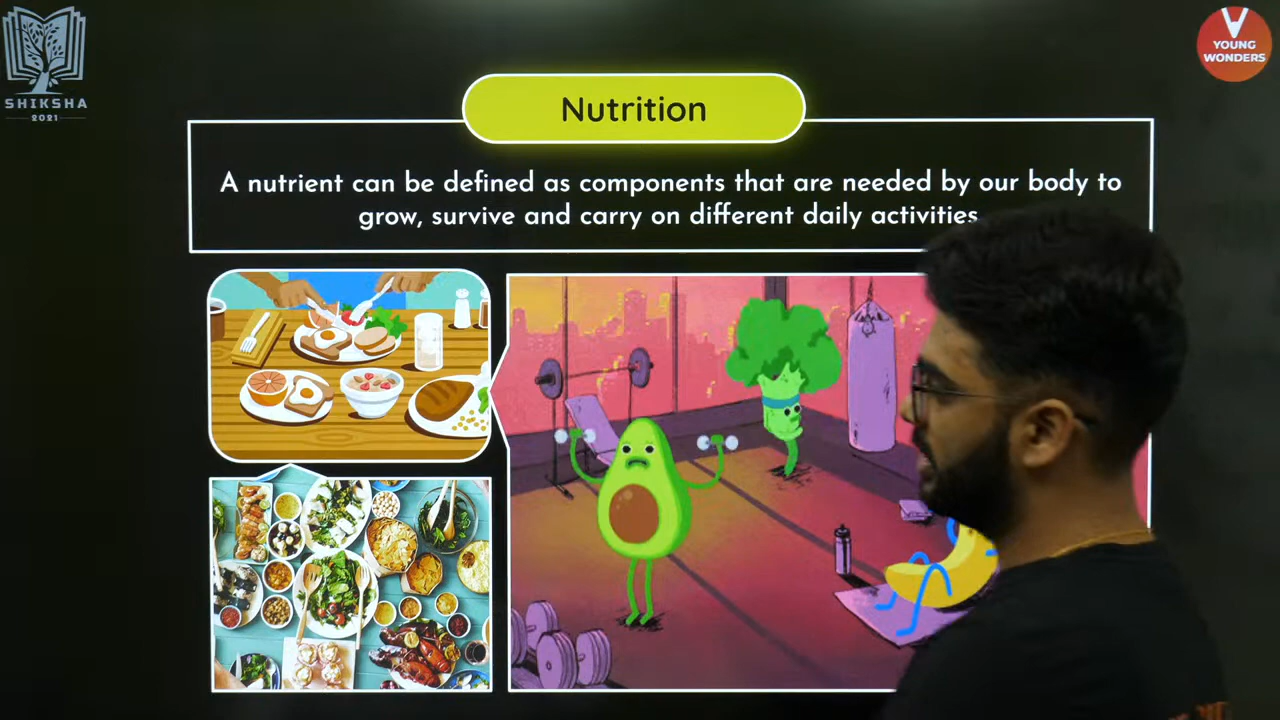 SHIKSHA
2021
YOUNG
WONDERS
Nutrition
A nutrient can be defined as components that are needed by our body to
grow, survive and carry on different daily activities